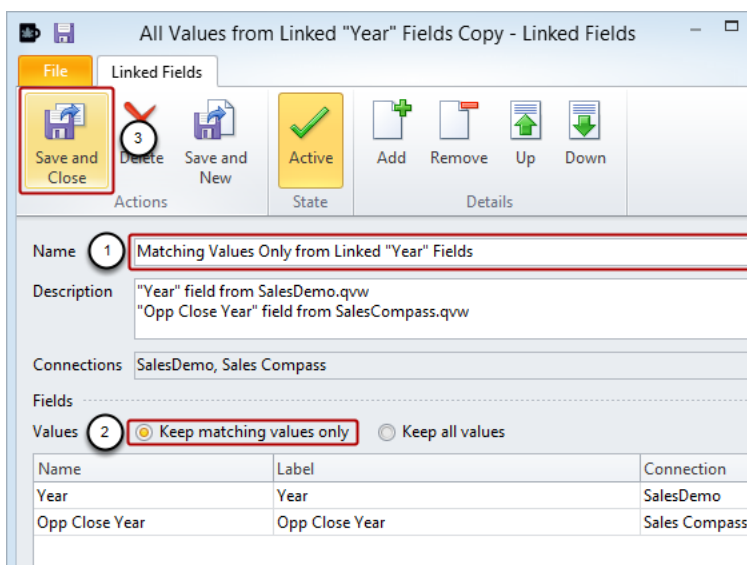 All Values from Linked "Year" Fields Copy - Linked Fields
File Linked Fields
Save and Close
3
Delete
Save and New
Active
Add
Remove
Up
Down
Actions
State
Details
Name 1 Matching Values Only from Linked "Year" Fields
Description "Year" field from SalesDemo.qvw
"Opp Close Year" field from SalesCompass.qvw
Connections SalesDemo, Sales Compass
Fields
Values 2 Keep matching values only Keep all values
Name Label Connection
Year Year SalesDemo
Opp Close Year Opp Close Year Sales Compass